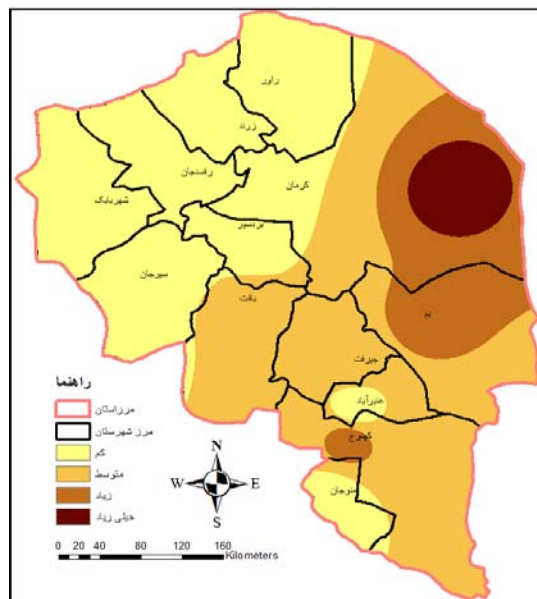 راور
زرند
رفسنجان
کرمان
شهربابک
بردسیر
سیرجان
بافت
بم
جیرفت
عنبرآباد
کهنوج
منوجان
راهنما
مرزاستان
مرز شهرستان
کم
متوسط
زیاد
خیلی زیاد
N
W E
S
0 20 40 80 120 160
Kilometers